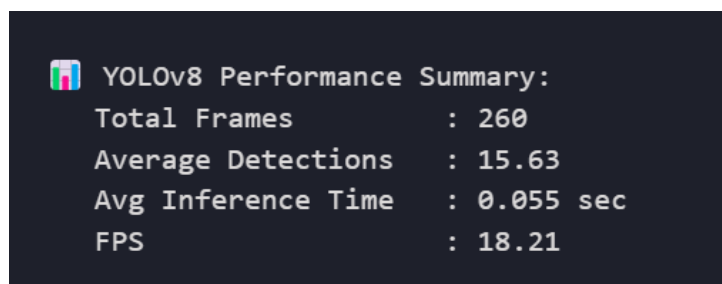 📊 YOLOv8 Performance Summary:
Total Frames : 260
Average Detections : 15.63
Avg Inference Time : 0.055 sec
FPS : 18.21